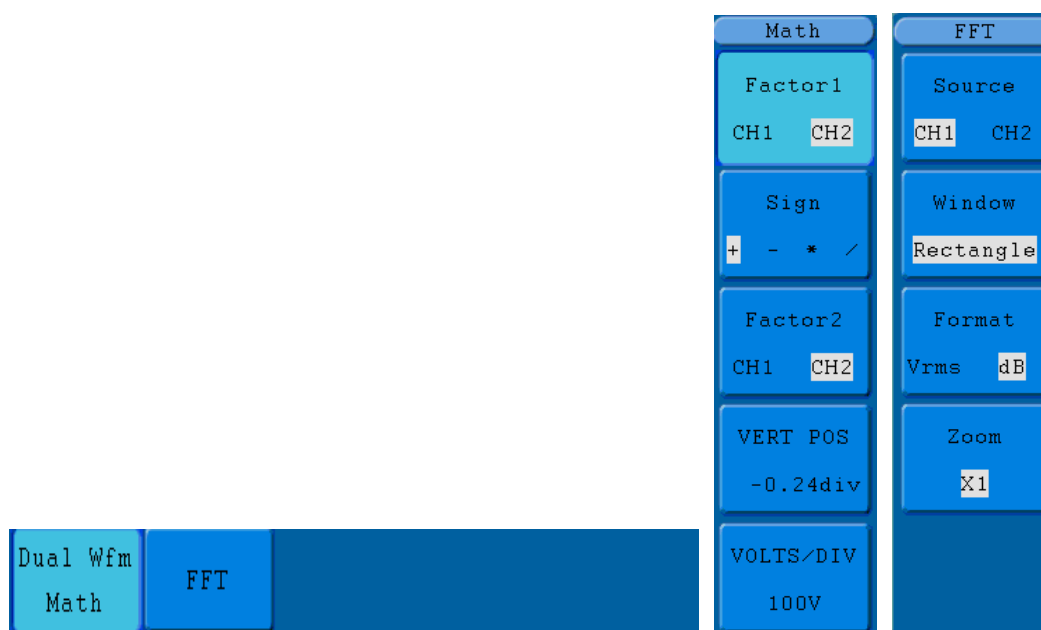 Dual Wfm
Math
FFT
Math
Factor1
CH1 CH2
Sign
+ - * /
Factor2
CH1 CH2
VERT POS
-0.24div
VOLTS/DIV
100V
FFT
Source
CH1 CH2
Window
Rectangle
Format
Vrms dB
Zoom
X1